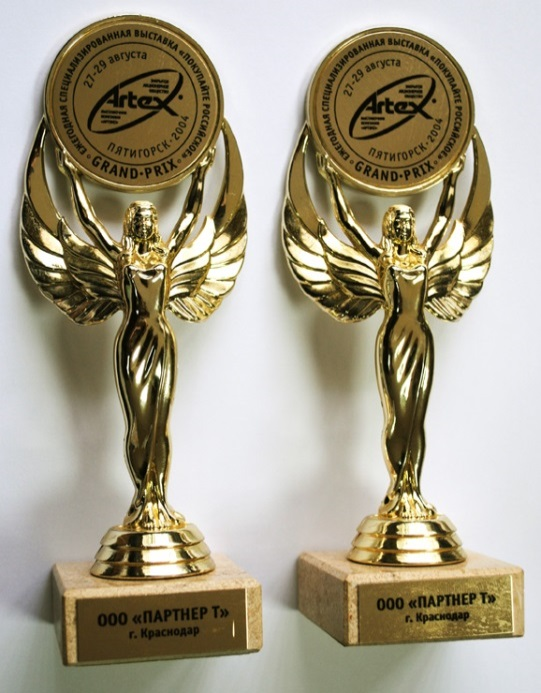 ЕЖЕГОДНАЯ СПЕЦИАЛИЗИРОВАННАЯ ВЫСТАВКА «ПОКУПАЙТЕ РОССИЙСКОЕ»
27-29 августа
ArteX
ПЯТИГОРСК-2004
GRAND-PRIX
ООО «ПАРТНЕР Т»
г. Краснодар
ЕЖЕГОДНАЯ СПЕЦИАЛИЗИРОВАННАЯ ВЫСТАВКА «ПОКУПАЙТЕ РОССИЙСКОЕ»
27-29 августа
ArteX
ПЯТИГОРСК-2004
GRAND-PRIX
ООО «ПАРТНЕР Т»
г. Краснодар